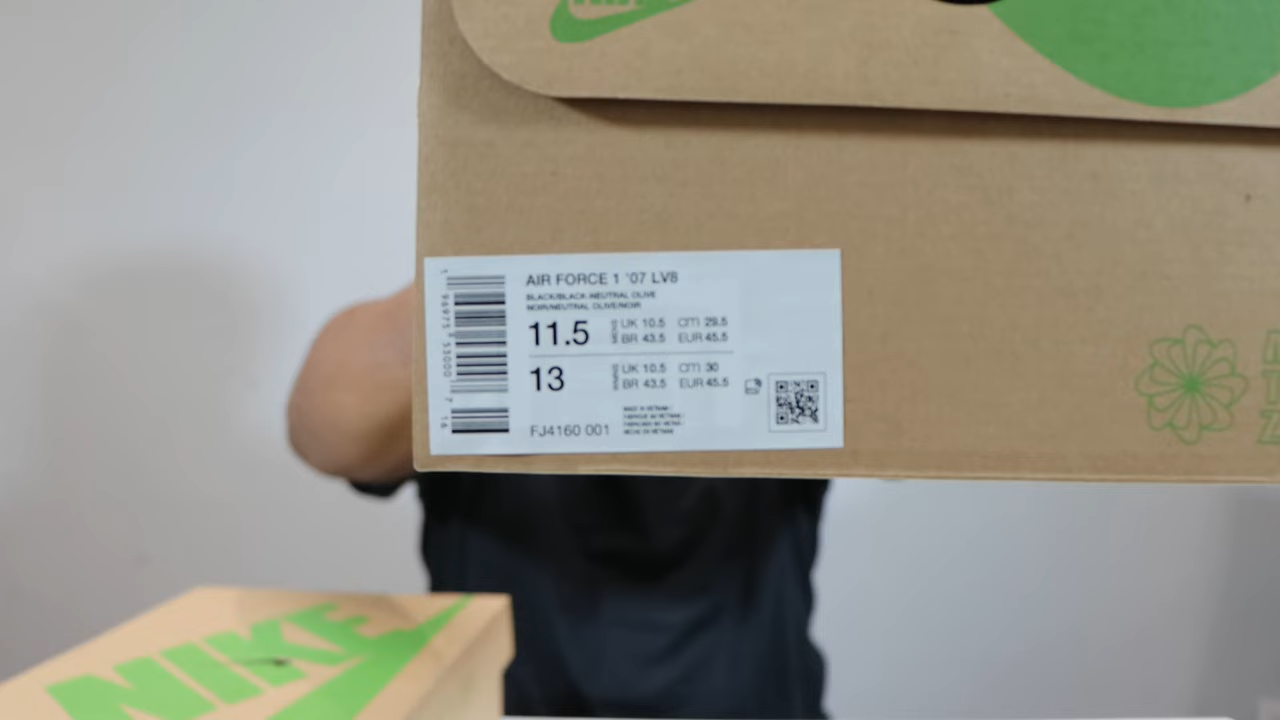 AIR FORCE 1 '07 LV8
BLACK/BLACK-NEUTRAL OLIVE
NOIR/NEUTRAL OLIVE/NOIR
11.5 MENS UK 10.5 CM 29.5
BR 43.5 EUR 45.5
13 UK 10.5 CM 30
BR 43.5 EUR 45.5
FJ4160 001
NIKE